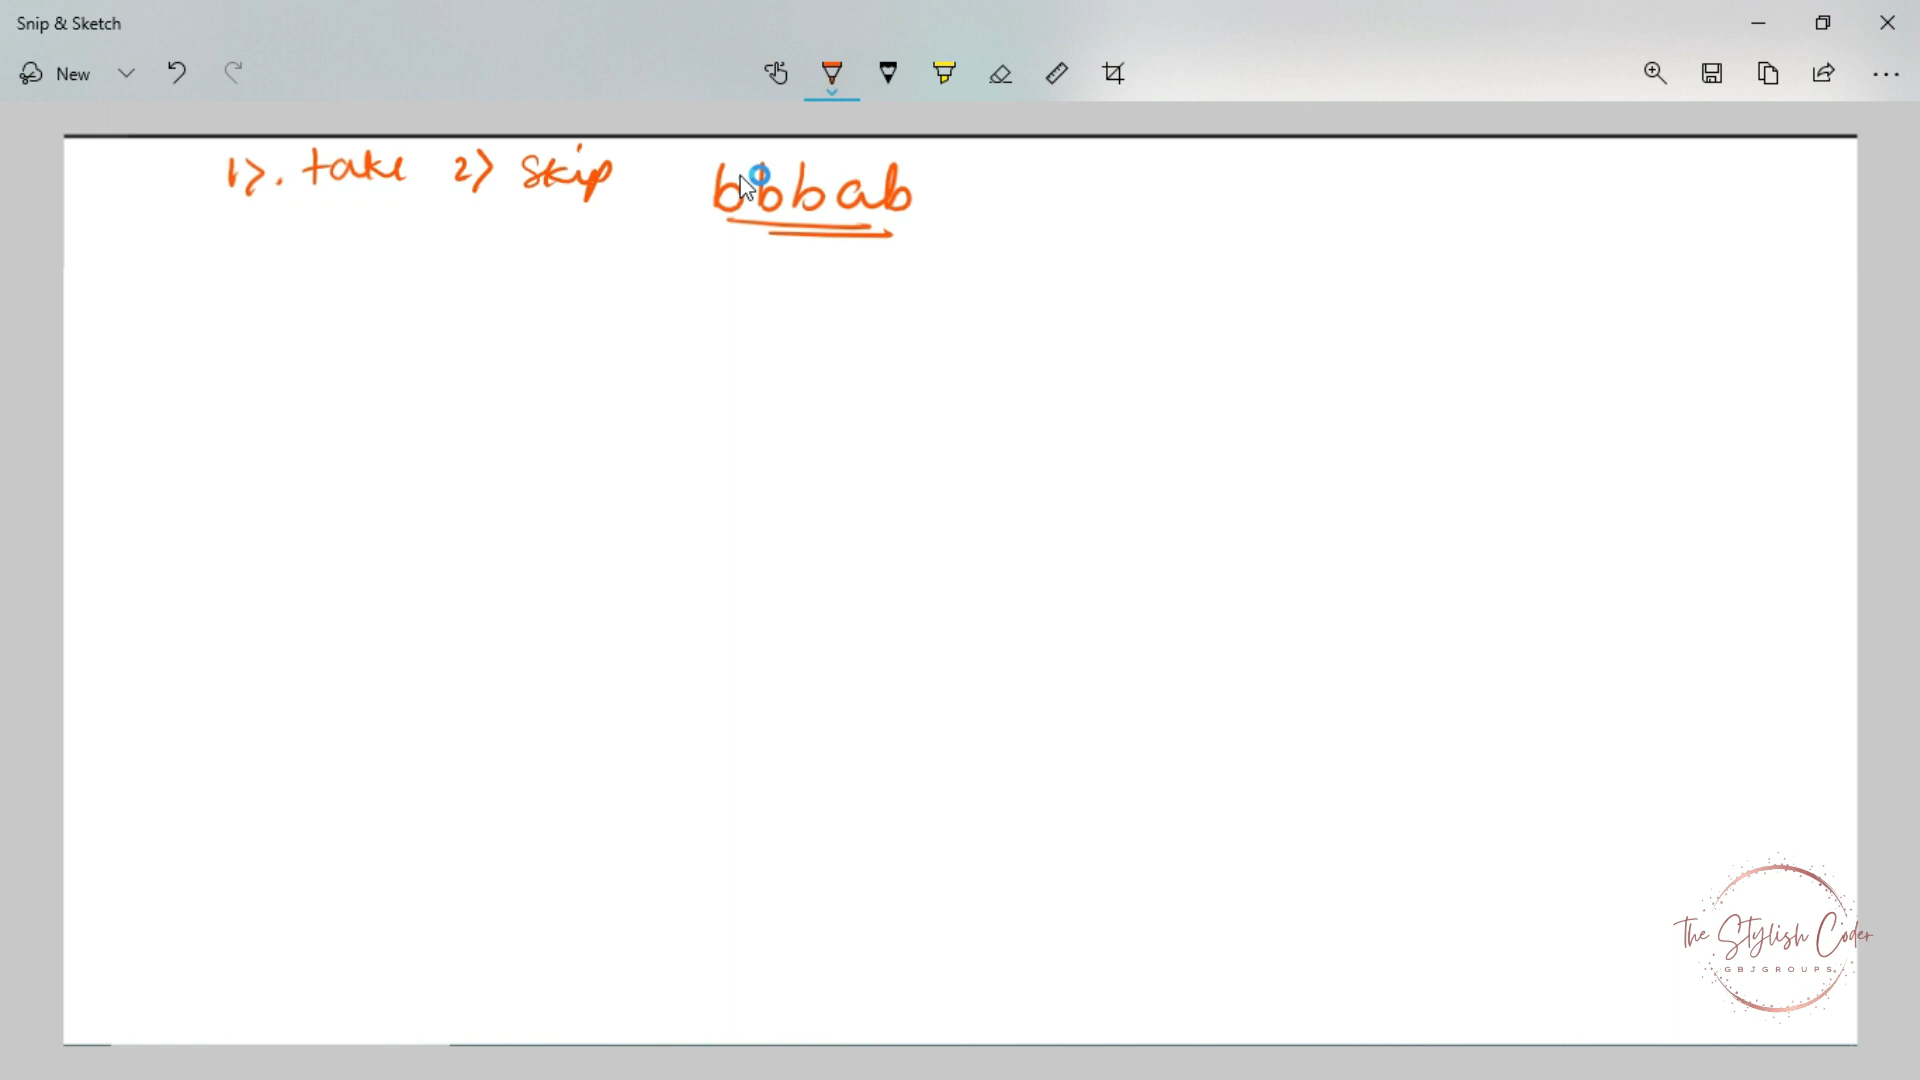 Snip & Sketch
New
1). take 2) skip bbbab
The Stylish Coder
GBJGROUPS